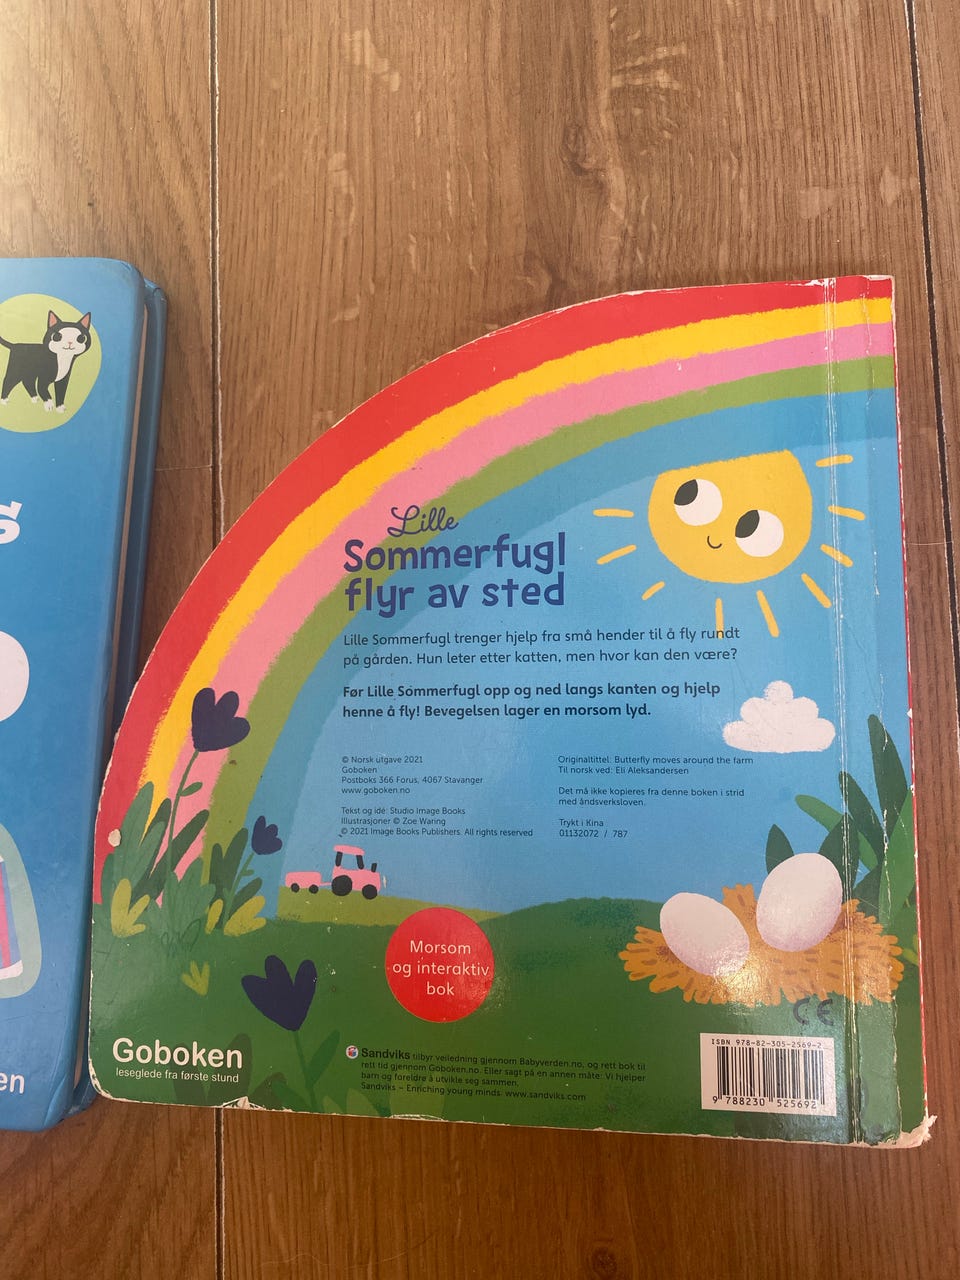 s
en
Lille
Sommerfugl
flyr av sted
Lille Sommerfugl trenger hjelp fra små hender til å fly rundt
på gården. Hun leter etter katten, men hvor kan den være?
Før Lille Sommerfugl opp og ned langs kanten og hjelp
henne å fly! Bevegelsen lager en morsom lyd.
© Norsk utgave 2021
Goboken
Postboks 366 Forus, 4067 Stavanger
www.goboken.no
Tekst og idé: Studio Image Books
Illustrasjoner © Zoe Waring
© 2021 Image Books Publishers. All rights reserved
Originaltittel: Butterfly moves around the farm
Til norsk ved: Eli Aleksandersen
Det må ikke kopieres fra denne boken i strid
med åndsverksloven.
Trykt i Kina
01132072 / 787
Morsom
og interaktiv
bok
CE
Goboken
leseglede fra første stund
Sandviks tilbyr veiledning gjennom Babyverden.no, og rett bok til
rett tid gjennom Goboken.no. Eller sagt på en annen måte: Vi hjelper
barn og foreldre å utvikle seg sammen.
Sandviks – Enriching young minds: www.sandviks.com
ISBN 978-82-305-2569-2
9 788230 525692